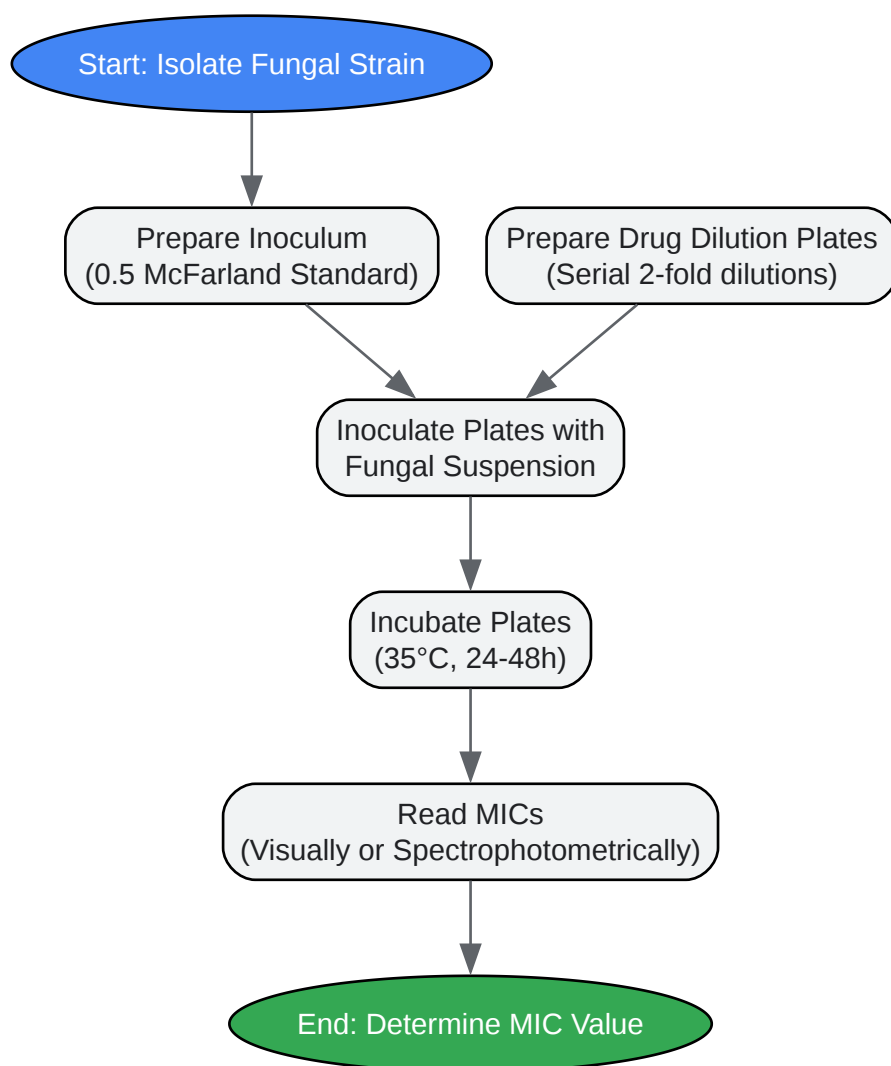 Start: Isolate Fungal Strain
Prepare Inoculum
(0.5 McFarland Standard)
Prepare Drug Dilution Plates
(Serial 2-fold dilutions)
Inoculate Plates with
Fungal Suspension
Incubate Plates
(35°C, 24-48h)
Read MICs
(Visually or Spectrophotometrically)
End: Determine MIC Value